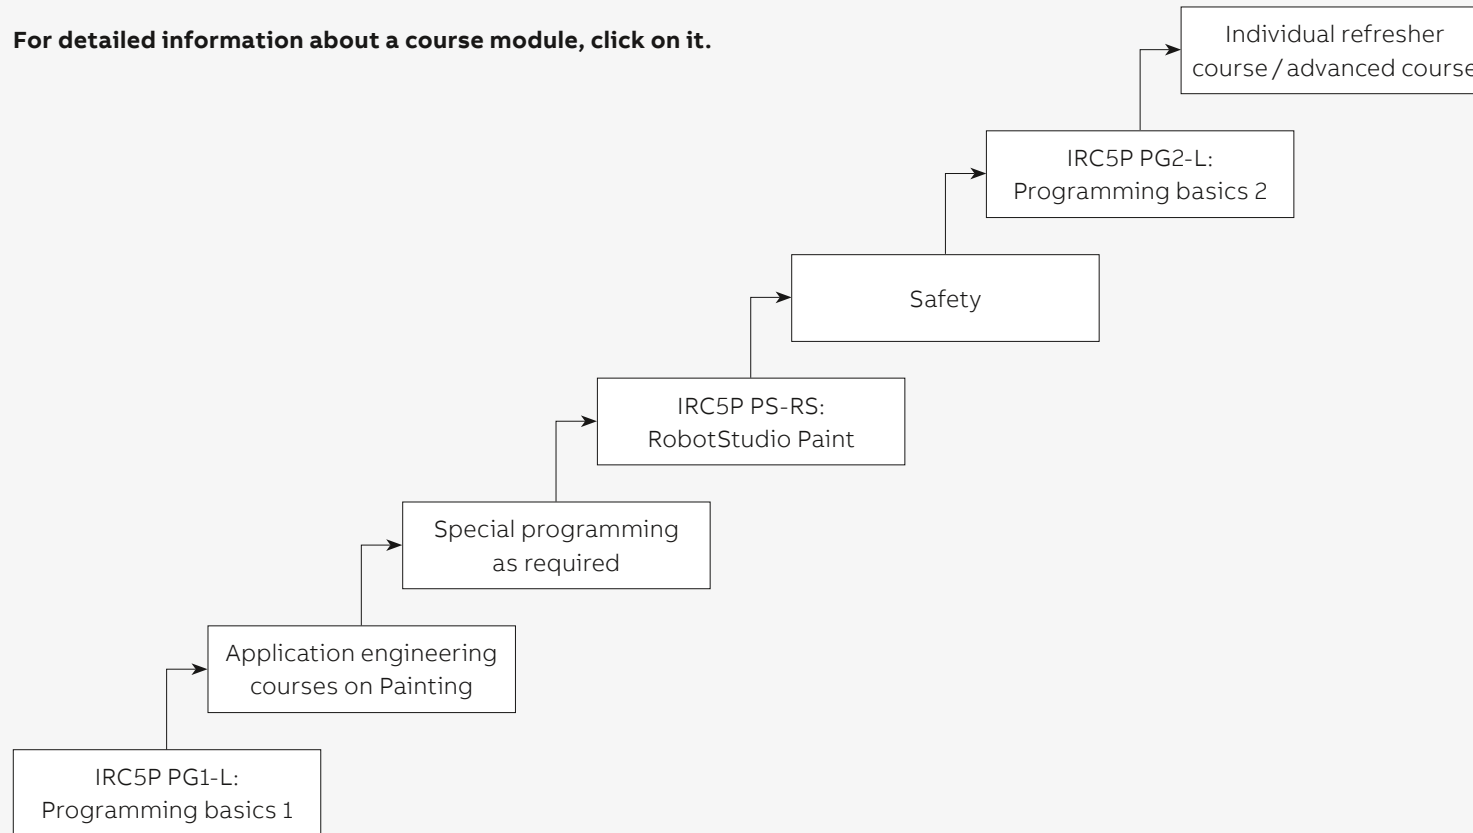 For detailed information about a course module, click on it.
Individual refresher
course / advanced course
IRC5P PG2-L:
Programming basics 2
Safety
IRC5P PS-RS:
RobotStudio Paint
Special programming
as required
Application engineering
courses on Painting
IRC5P PG1-L:
Programming basics 1